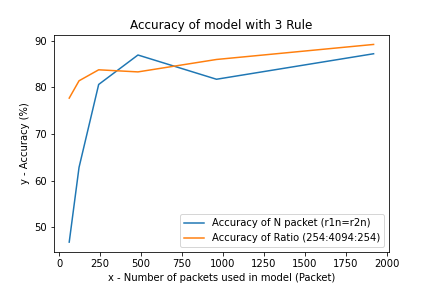 Accuracy of model with 3 Rule
y - Accuracy (%)
90
80
70
60
50
Accuracy of N packet (r1n=r2n)
Accuracy of Ratio (254:4094:254)
0 250 500 750 1000 1250 1500 1750 2000
x - Number of packets used in model (Packet)